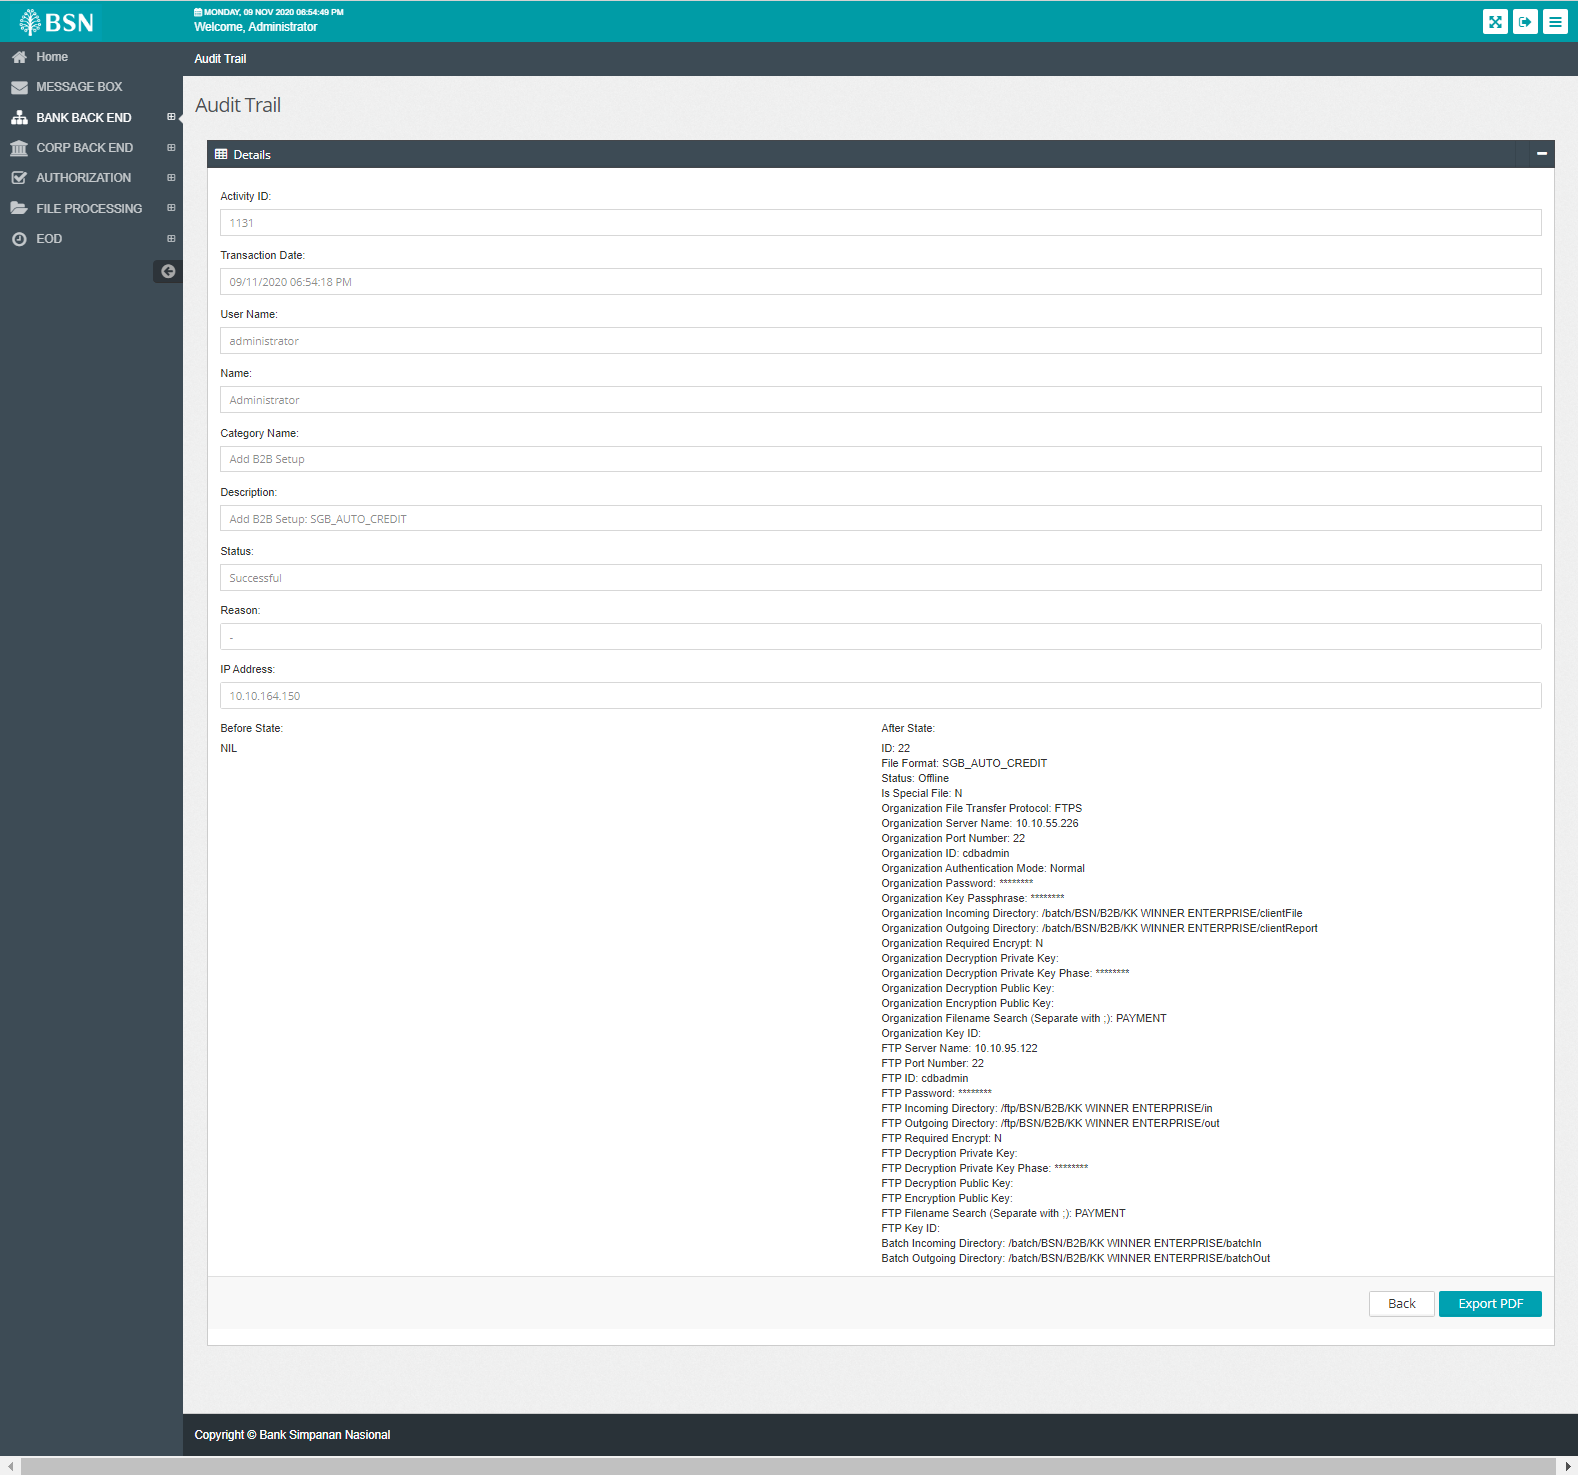 BSN
MONDAY, 09 NOV 2020 06:54:49 PM
Welcome, Administrator
Home
MESSAGE BOX
BANK BACK END
CORP BACK END
AUTHORIZATION
FILE PROCESSING
EOD
Audit Trail
Audit Trail
Details
Activity ID:
1131
Transaction Date:
09/11/2020 06:54:18 PM
User Name:
administrator
Name:
Administrator
Category Name:
Add B2B Setup
Description:
Add B2B Setup: SGB_AUTO_CREDIT
Status:
Successful
Reason:
-
IP Address:
10.10.164.150
Before State:
NIL
After State:
ID: 22
File Format: SGB_AUTO_CREDIT
Status: Offline
Is Special File: N
Organization File Transfer Protocol: FTPS
Organization Server Name: 10.10.55.226
Organization Port Number: 22
Organization ID: cdbadmin
Organization Authentication Mode: Normal
Organization Password: ********
Organization Key Passphrase: ********
Organization Incoming Directory: /batch/BSN/B2B/KK WINNER ENTERPRISE/clientFile
Organization Outgoing Directory: /batch/BSN/B2B/KK WINNER ENTERPRISE/clientReport
Organization Required Encrypt: N
Organization Decryption Private Key:
Organization Decryption Private Key Phase: ********
Organization Decryption Public Key:
Organization Encryption Public Key:
Organization Filename Search (Separate with ;): PAYMENT
Organization Key ID:
FTP Server Name: 10.10.95.122
FTP Port Number: 22
FTP ID: cdbadmin
FTP Password: ********
FTP Incoming Directory: /ftp/BSN/B2B/KK WINNER ENTERPRISE/in
FTP Outgoing Directory: /ftp/BSN/B2B/KK WINNER ENTERPRISE/out
FTP Required Encrypt: N
FTP Decryption Private Key:
FTP Decryption Private Key Phase: ********
FTP Decryption Public Key:
FTP Encryption Public Key:
FTP Filename Search (Separate with ;): PAYMENT
FTP Key ID:
Batch Incoming Directory: /batch/BSN/B2B/KK WINNER ENTERPRISE/batchIn
Batch Outgoing Directory: /batch/BSN/B2B/KK WINNER ENTERPRISE/batchOut
Back
Export PDF
Copyright © Bank Simpanan Nasional